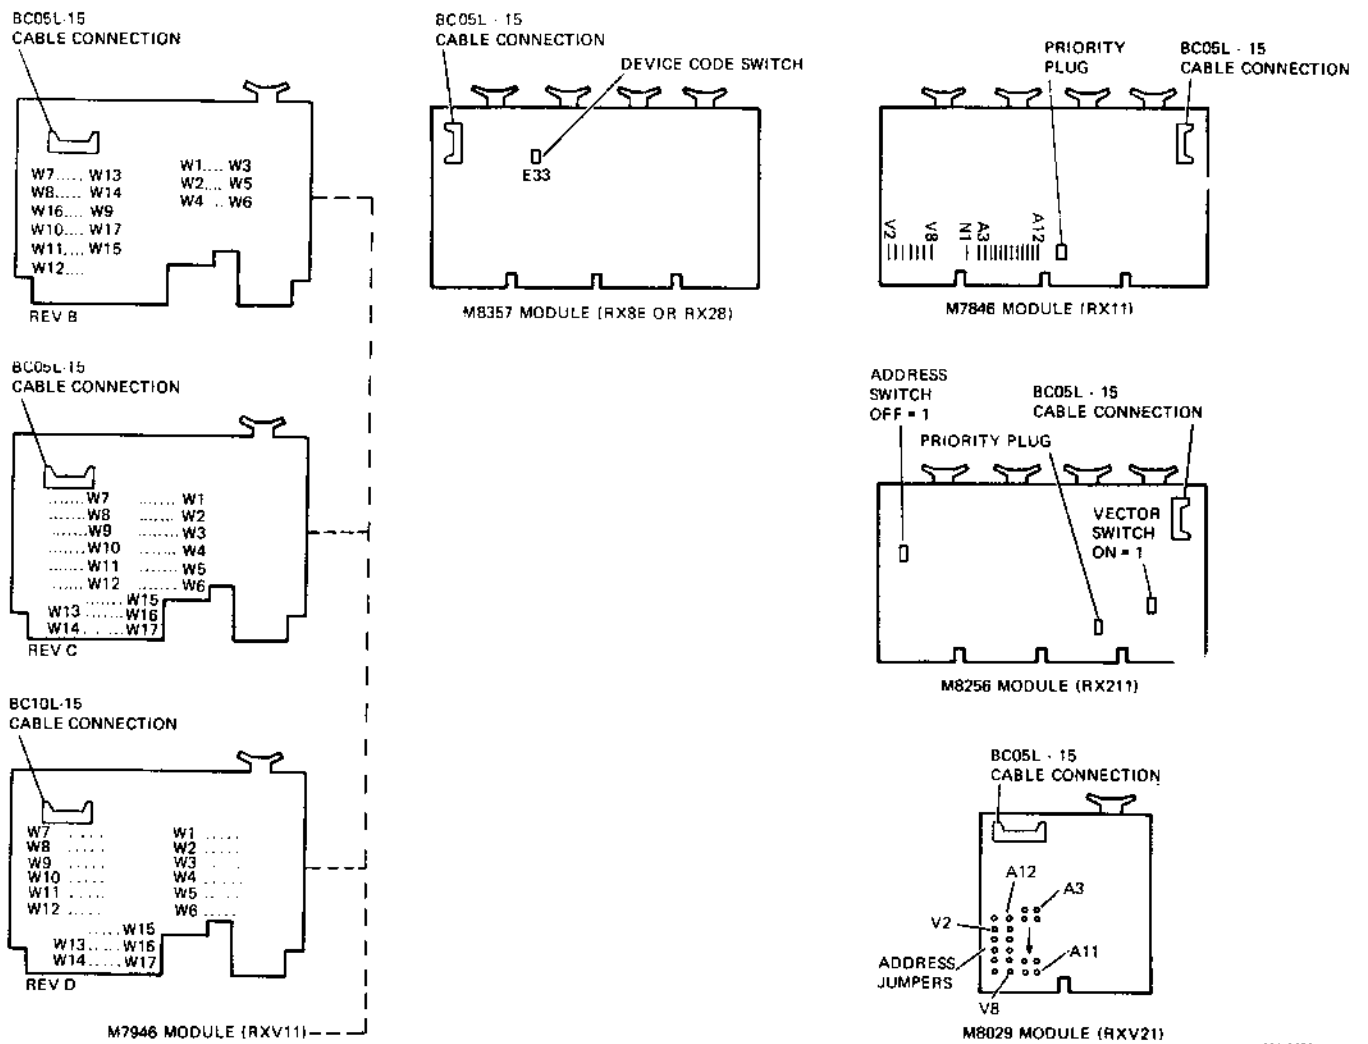 BC05L-15
CABLE CONNECTION
W7..... W13
W8..... W14
W16.... W9
W10.... W17
W11.... W15
W12....
W1.... W3
W2.... W5
W4 .. W6
REV B
BC05L - 15
CABLE CONNECTION
DEVICE CODE SWITCH
E33
M8357 MODULE (RX8E OR RX28)
PRIORITY
PLUG
BC05L - 15
CABLE CONNECTION
V2
V8
N1
A3
A12
M7846 MODULE (RX11)
BC05L-15
CABLE CONNECTION
.......W7
.......W8
.......W9
.......W10
.......W11
......W12
....... W1
....... W2
.......W3
....... W4
.......W5
.......W6
.......W15
W13.......W16
W14.......W17
REV C
ADDRESS
SWITCH
OFF = 1
PRIORITY PLUG
BC05L - 15
CABLE CONNECTION
VECTOR
SWITCH
ON = 1
M8256 MODULE (RX211)
BC10L-15
CABLE CONNECTION
W7 .....
W8 .....
W9 .....
W10 .....
W11 .....
W12 .....
W1 .....
W2 .....
W3 .....
W4 .....
W5 .....
W6 .....
.....W15
W13......W16
W14......W17
REV D
M7946 MODULE (RXV11)
BC05L - 15
CABLE CONNECTION
A12
A3
V2
ADDRESS
JUMPERS
A11
V8
M8029 MODULE (RXV21)